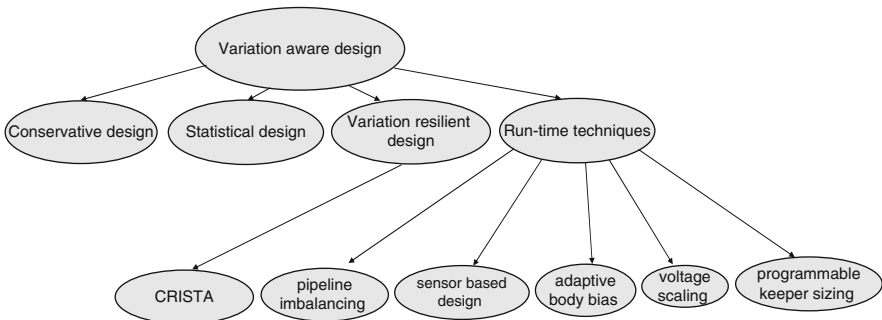 Variation aware design
Conservative design
Statistical design
Variation resilient
design
Run-time techniques
CRISTA
pipeline
imbalancing
sensor based
design
adaptive
body bias
voltage
scaling
programmable
keeper sizing